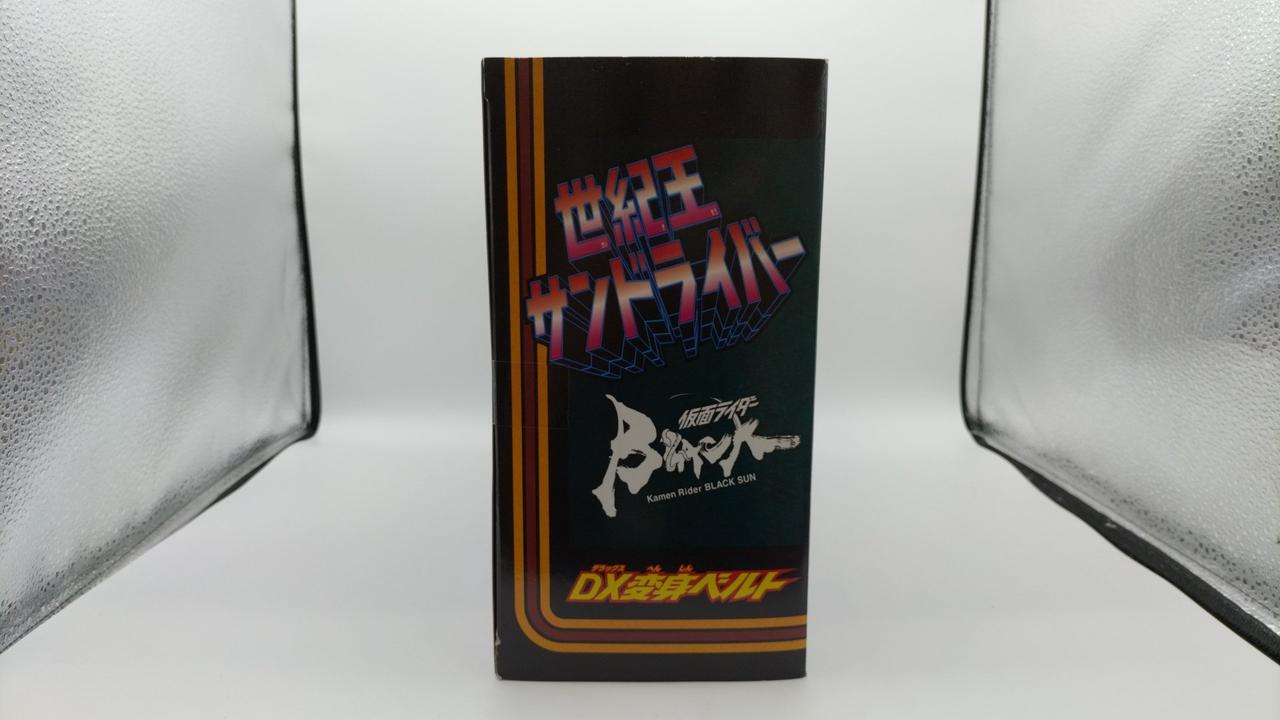 世紀王
サンドライバー
仮面ライダー
BLACK SUN
Kamen Rider BLACK SUN
デラックス へん しん
DX変身ベルト